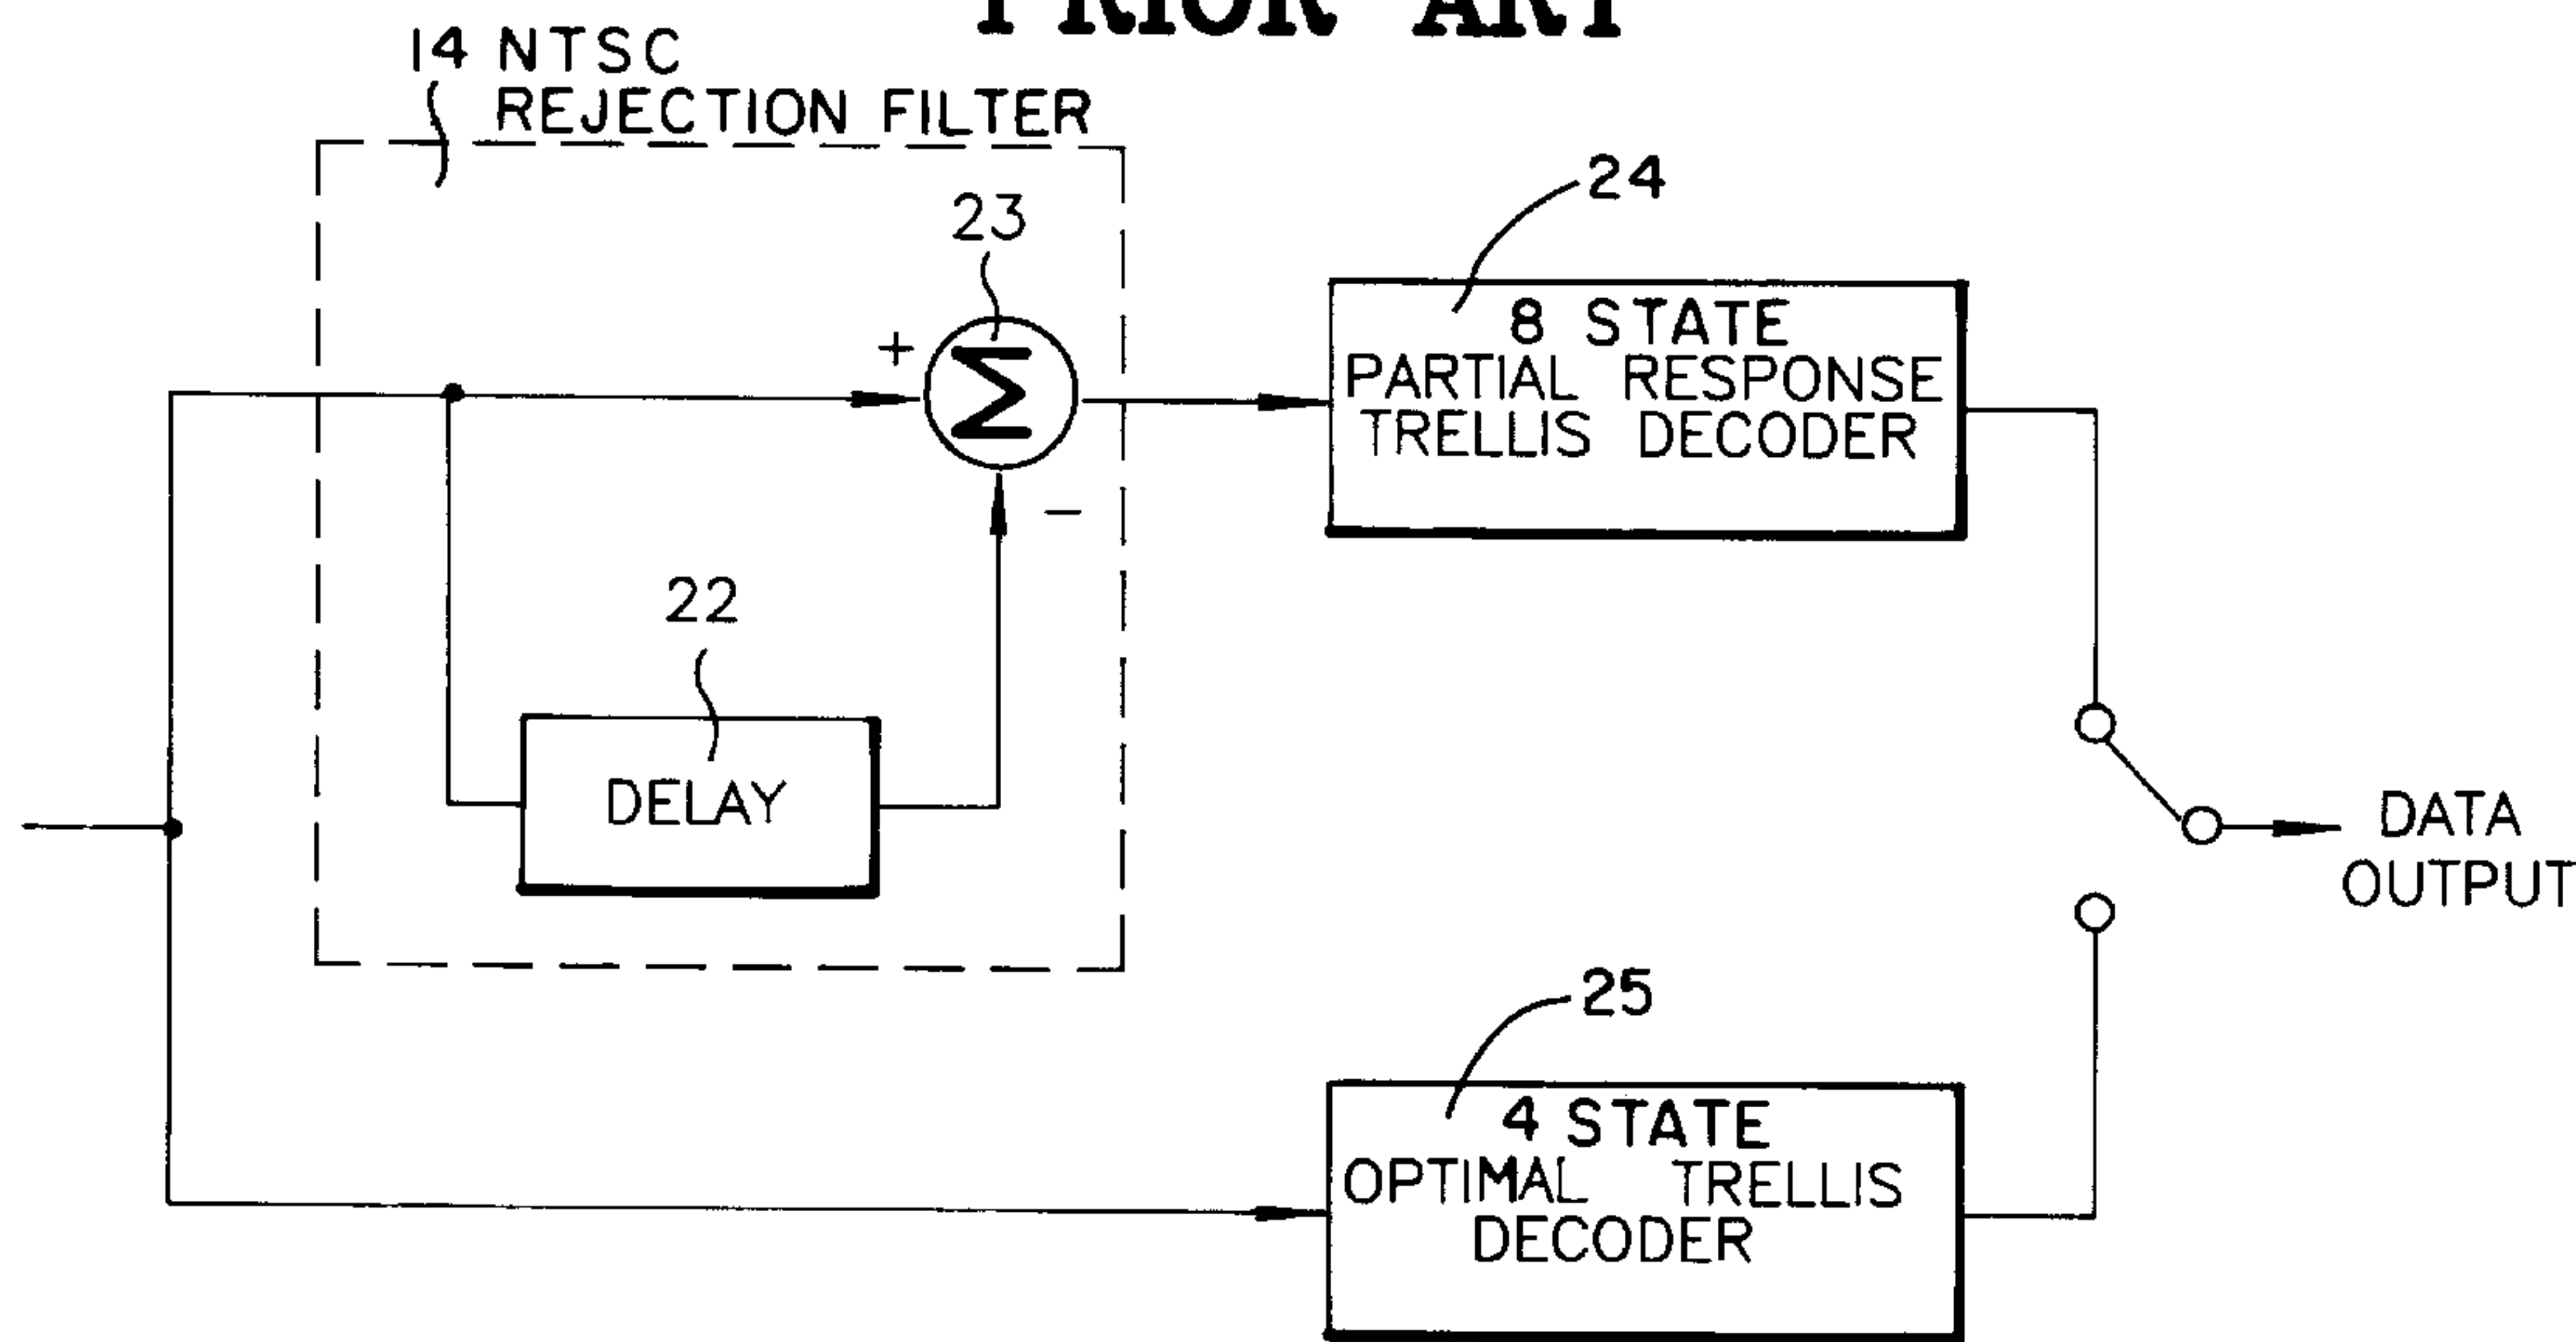 PRIOR ART
14 NTSC
REJECTION FILTER
23
24
+
Σ
8 STATE
PARTIAL RESPONSE
TRELLIS DECODER
−
22
DELAY
DATA
OUTPUT
25
4 STATE
OPTIMAL TRELLIS
DECODER